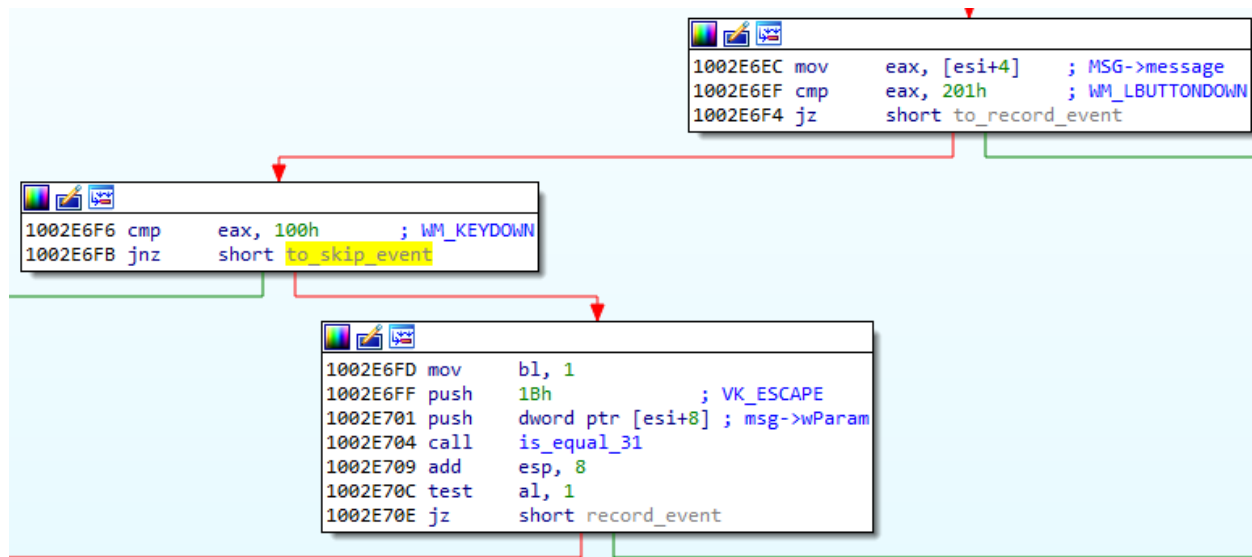 1002E6EC mov eax, [esi+4] ; MSG->message
1002E6EF cmp eax, 201h ; WM_LBUTTONDOWN
1002E6F4 jz short to_record_event
1002E6F6 cmp eax, 100h ; WM_KEYDOWN
1002E6FB jnz short to_skip_event
1002E6FD mov bl, 1
1002E6FF push 1Bh ; VK_ESCAPE
1002E701 push dword ptr [esi+8] ; msg->wParam
1002E704 call is_equal_31
1002E709 add esp, 8
1002E70C test al, 1
1002E70E jz short record_event